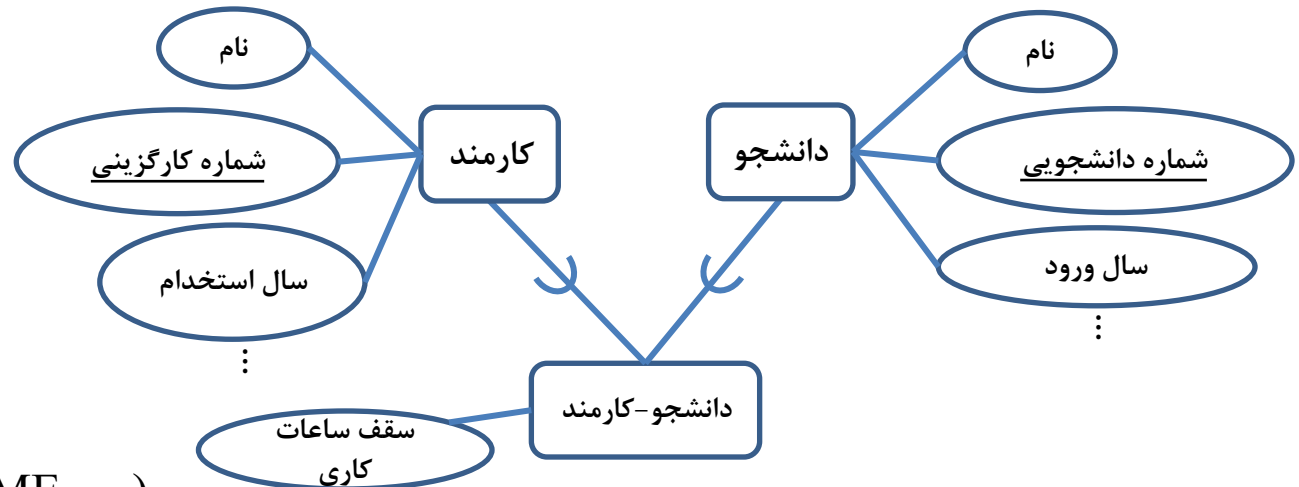 نام
نام
کارمند
دانشجو
شماره کارگزینی
شماره دانشجویی
سال استخدام
سال ورود
⋮
⋮
دانشجو-کارمند
سقف ساعات
کاری